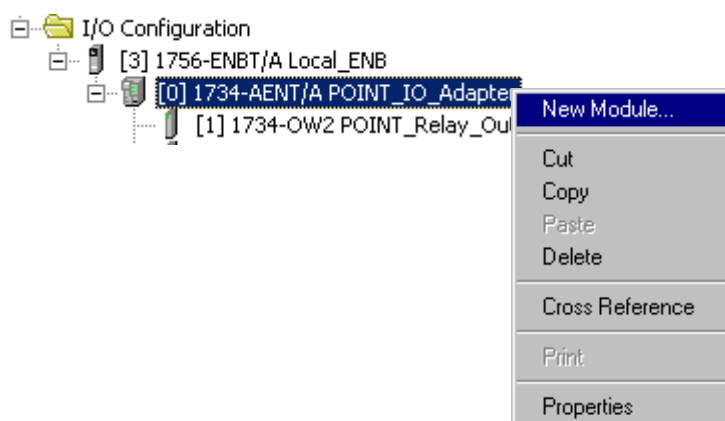 I/O Configuration
[3] 1756-ENBT/A Local_ENB
[0] 1734-AENT/A POINT_IO_Adapte
[1] 1734-OW2 POINT_Relay_Ou
New Module...
Cut
Copy
Paste
Delete
Cross Reference
Print
Properties